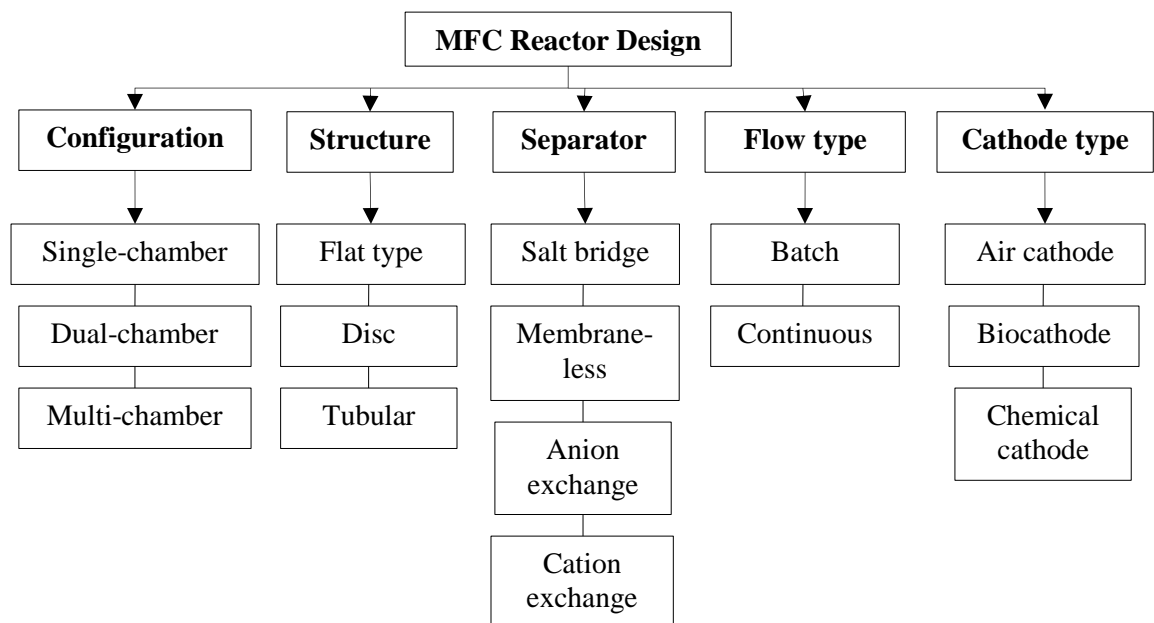 MFC Reactor Design
Configuration
Structure
Separator
Flow type
Cathode type
Single-chamber
Flat type
Salt bridge
Batch
Air cathode
Dual-chamber
Disc
Membrane-
less
Continuous
Biocathode
Multi-chamber
Tubular
Anion
exchange
Chemical
cathode
Cation
exchange